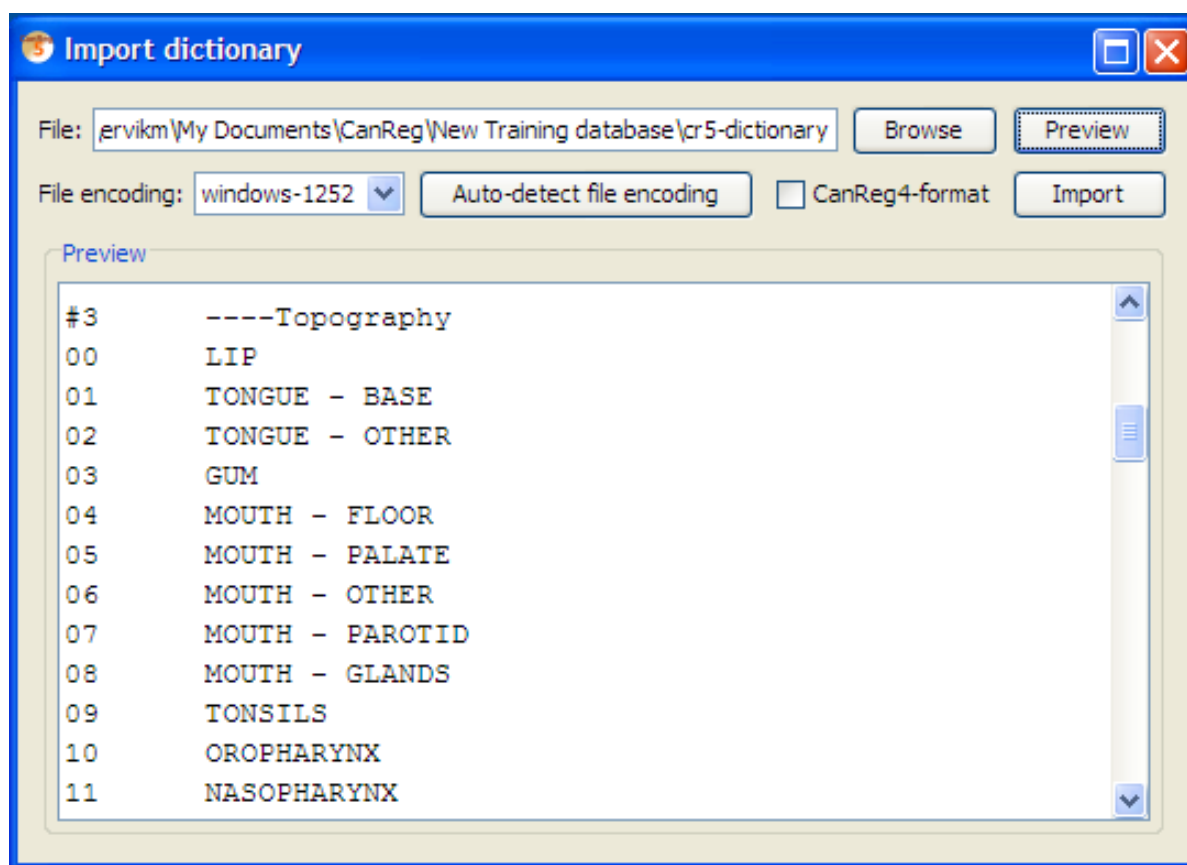 Import dictionary
File: ervikm\My Documents\CanReg\New Training database\cr5-dictionary Browse Preview
File encoding: windows-1252 Auto-detect file encoding CanReg4-format Import
Preview
#3 ----Topography
00 LIP
01 TONGUE - BASE
02 TONGUE - OTHER
03 GUM
04 MOUTH - FLOOR
05 MOUTH - PALATE
06 MOUTH - OTHER
07 MOUTH - PAROTID
08 MOUTH - GLANDS
09 TONSILS
10 OROPHARYNX
11 NASOPHARYNX